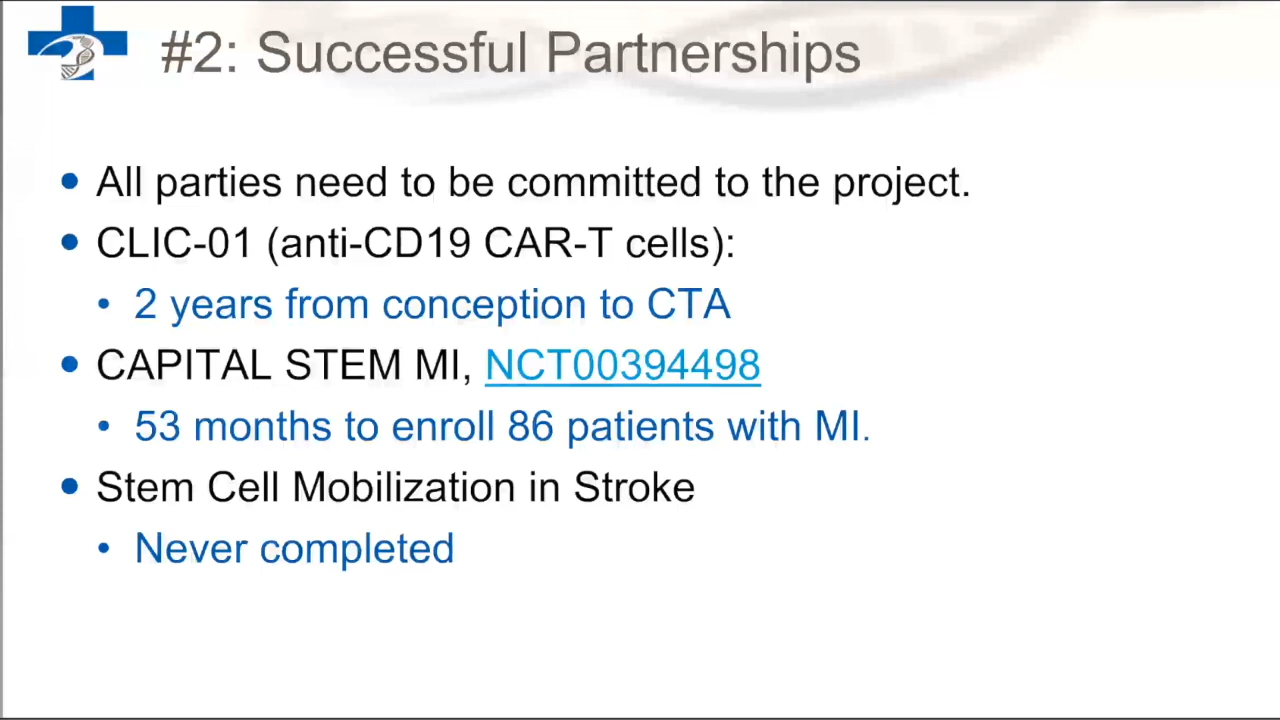 #2: Successful Partnerships
• All parties need to be committed to the project.
• CLIC-01 (anti-CD19 CAR-T cells):
• 2 years from conception to CTA
• CAPITAL STEM MI, NCT00394498
• 53 months to enroll 86 patients with MI.
• Stem Cell Mobilization in Stroke
• Never completed